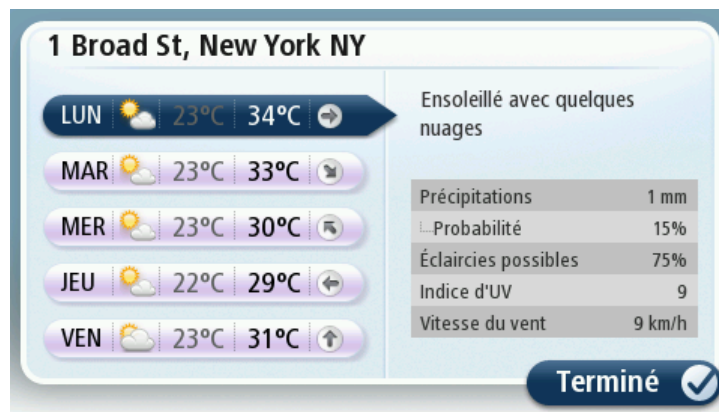 1 Broad St, New York NY
LUN 23°C 34°C
MAR 23°C 33°C
MER 23°C 30°C
JEU 22°C 29°C
VEN 23°C 31°C
Ensoleillé avec quelques
nuages
Précipitations 1 mm
Probabilité 15%
Éclaircies possibles 75%
Indice d'UV 9
Vitesse du vent 9 km/h
Terminé